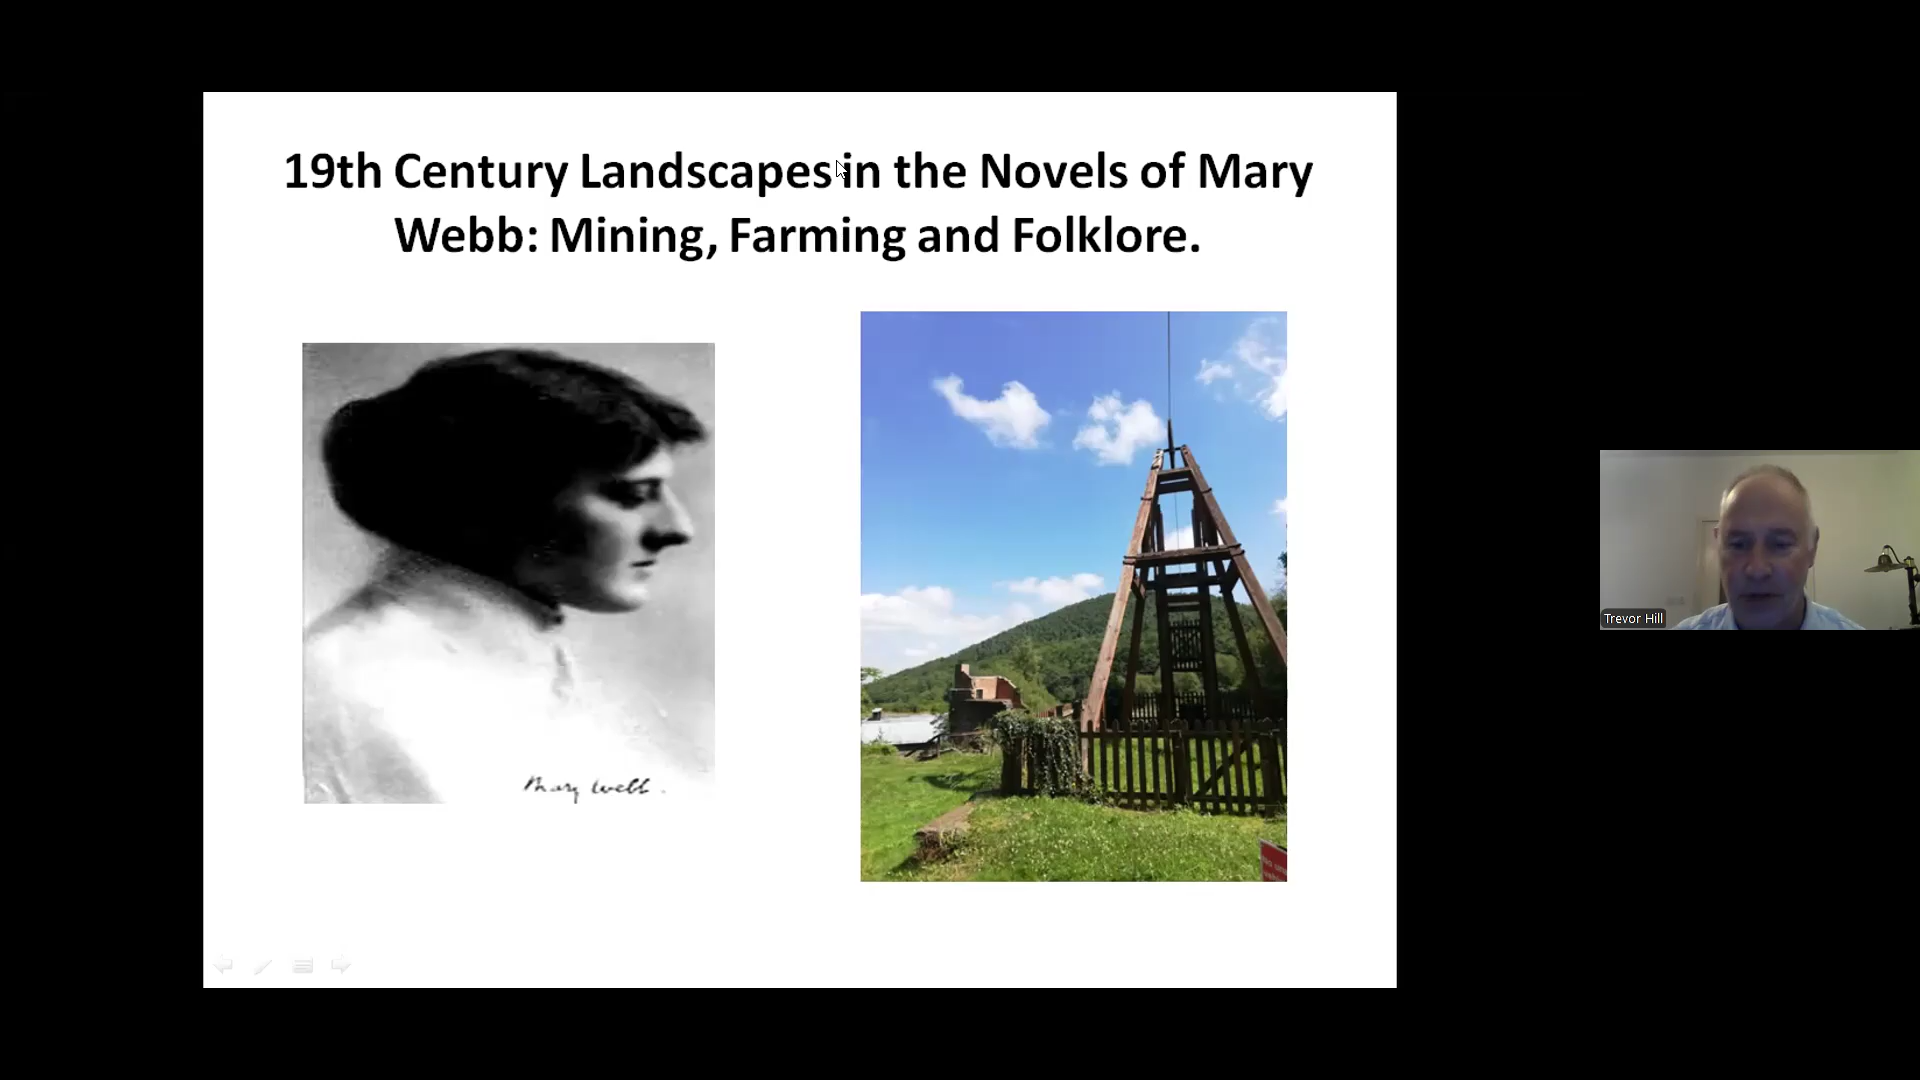 19th Century Landscapes in the Novels of Mary
Webb: Mining, Farming and Folklore.
Mary Webb.
Trevor Hill